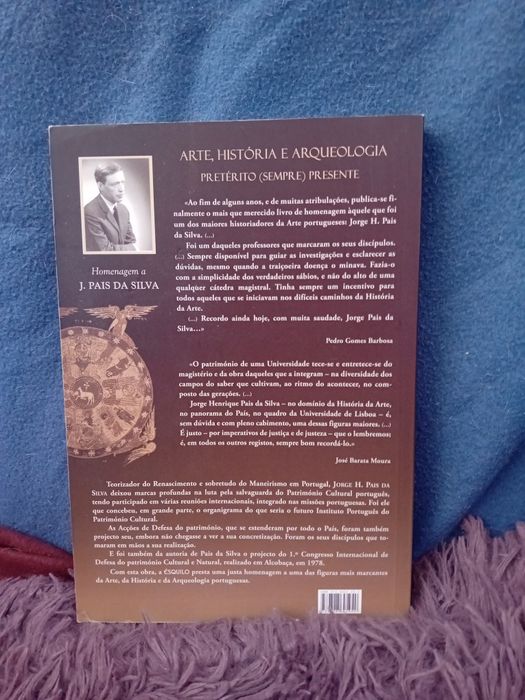 ARTE, HISTÓRIA E ARQUEOLOGIA
PRETÉRITO (SEMPRE) PRESENTE
«Ao fim de alguns anos, e de muitas atribulações, publica-se fi-
nalmente o mais que merecido livro de homenagem àquele que foi
um dos maiores historiadores da Arte portugueses: Jorge H. Pais
da Silva. (...)
Foi um daqueles professores que marcaram os seus discípulos.
(...) Sempre disponível para guiar as investigações e esclarecer as
dúvidas, mesmo quando a traiçoeira doença o minava. Fazia-o
com a simplicidade dos verdadeiros sábios, e não do alto de uma
qualquer cátedra magistral. Tinha sempre um incentivo para
todos aqueles que se iniciavam nos difíceis caminhos da História
da Arte.
(...) Recordo ainda hoje, com muita saudade, Jorge Pais da
Silva...»
Pedro Gomes Barbosa
Homenagem a
J. PAIS DA SILVA
«O património de uma Universidade tece-se e entretece-se do
magistério e da obra daqueles que a integram – na diversidade dos
campos do saber que cultivam, ao ritmo do acontecer, no com-
posto das gerações. (...)
Jorge Henrique Pais da Silva – no domínio da História da Arte,
no panorama do País, no quadro da Universidade de Lisboa – é,
sem dúvida e com pleno cabimento, uma dessas figuras maiores. (...)
É justo – por imperativos de justiça e de justeza – que o lembremos;
é, em todos os outros registos, sempre bom recordá-lo.»
José Barata Moura
Teorizador do Renascimento e sobretudo do Maneirismo em Portugal, JORGE H. PAIS
DA SILVA deixou marcas profundas na luta pela salvaguarda do Património Cultural português,
tendo participado em várias reuniões internacionais, integrado nas missões portuguesas. Foi ele
que concebeu, em grande parte, o organigrama do que seria o futuro Instituto Português do
Património Cultural.
As Acções de Defesa do património, que se estenderam por todo o País, foram também
projecto seu, embora não chegasse a ver a sua concretização. Foram os seus discípulos que to-
maram em mãos a sua realização.
E foi também da autoria de Pais da Silva o projecto do 1.º Congresso Internacional de
Defesa do património Cultural e Natural, realizado em Alcobaça, em 1978.
Com esta obra, a ÉSQUILO presta uma justa homenagem a uma das figuras mais marcantes
da Arte, da História e da Arqueologia portuguesas.